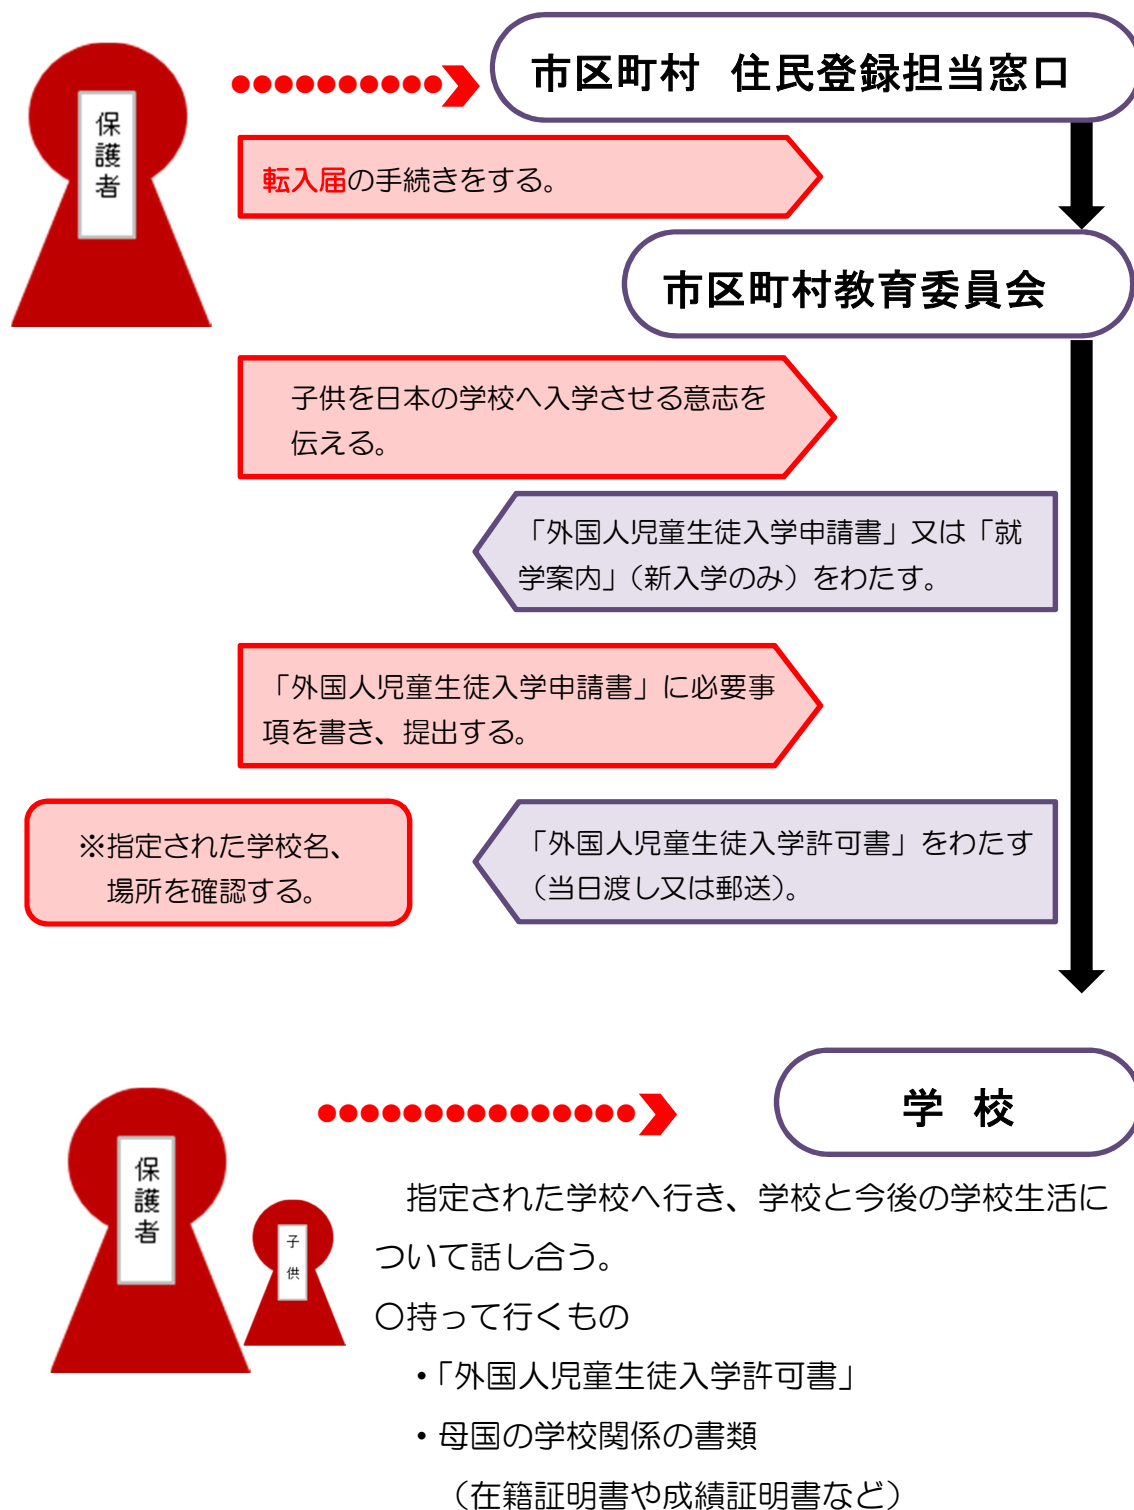 市区町村　住民登録担当窓口
保護者
転入届の手続きをする。
市区町村教育委員会
子供を日本の学校へ入学させる意志を
伝える。
「外国人児童生徒入学申請書」又は「就
学案内」（新入学のみ）をわたす。
「外国人児童生徒入学申請書」に必要事
項を書き、提出する。
※指定された学校名、
場所を確認する。
「外国人児童生徒入学許可書」をわたす
（当日渡し又は郵送）。
学　校
保護者
子供
指定された学校へ行き、学校と今後の学校生活に
ついて話し合う。
〇持って行くもの
・「外国人児童生徒入学許可書」
・母国の学校関係の書類
（在籍証明書や成績証明書など）